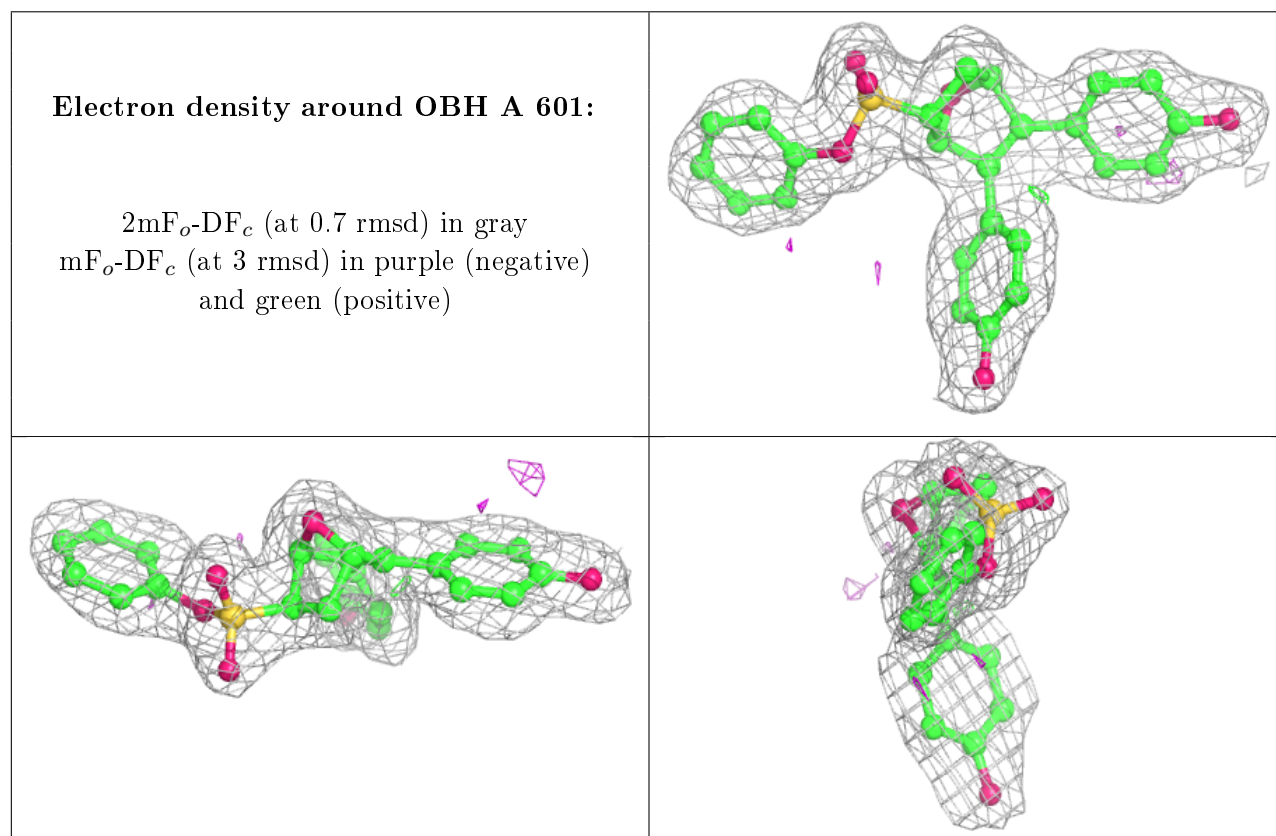 Electron density around OBH A 601:
2mFo-DFc (at 0.7 rmsd) in gray
mFo-DFc (at 3 rmsd) in purple (negative)
and green (positive)